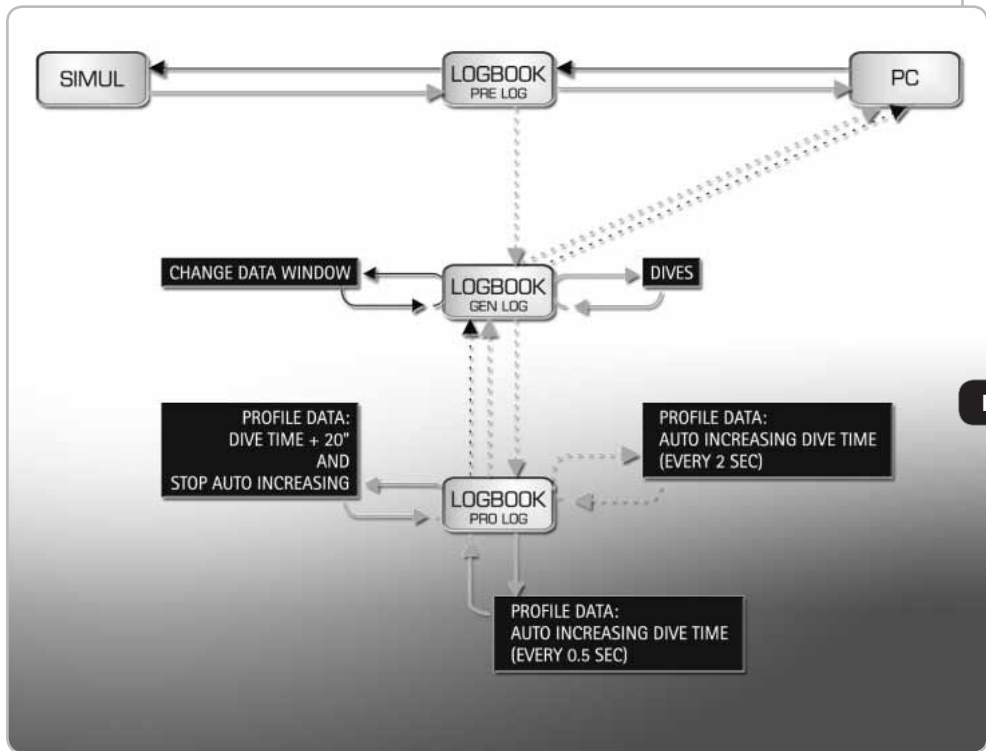 SIMUL
LOGBOOK
PRE LOG
PC
CHANGE DATA WINDOW
LOGBOOK
GEN LOG
DIVES
PROFILE DATA:
DIVE TIME + 20"
AND
STOP AUTO INCREASING
LOGBOOK
PRO LOG
PROFILE DATA:
AUTO INCREASING DIVE TIME
(EVERY 2 SEC)
PROFILE DATA:
AUTO INCREASING DIVE TIME
(EVERY 0.5 SEC)